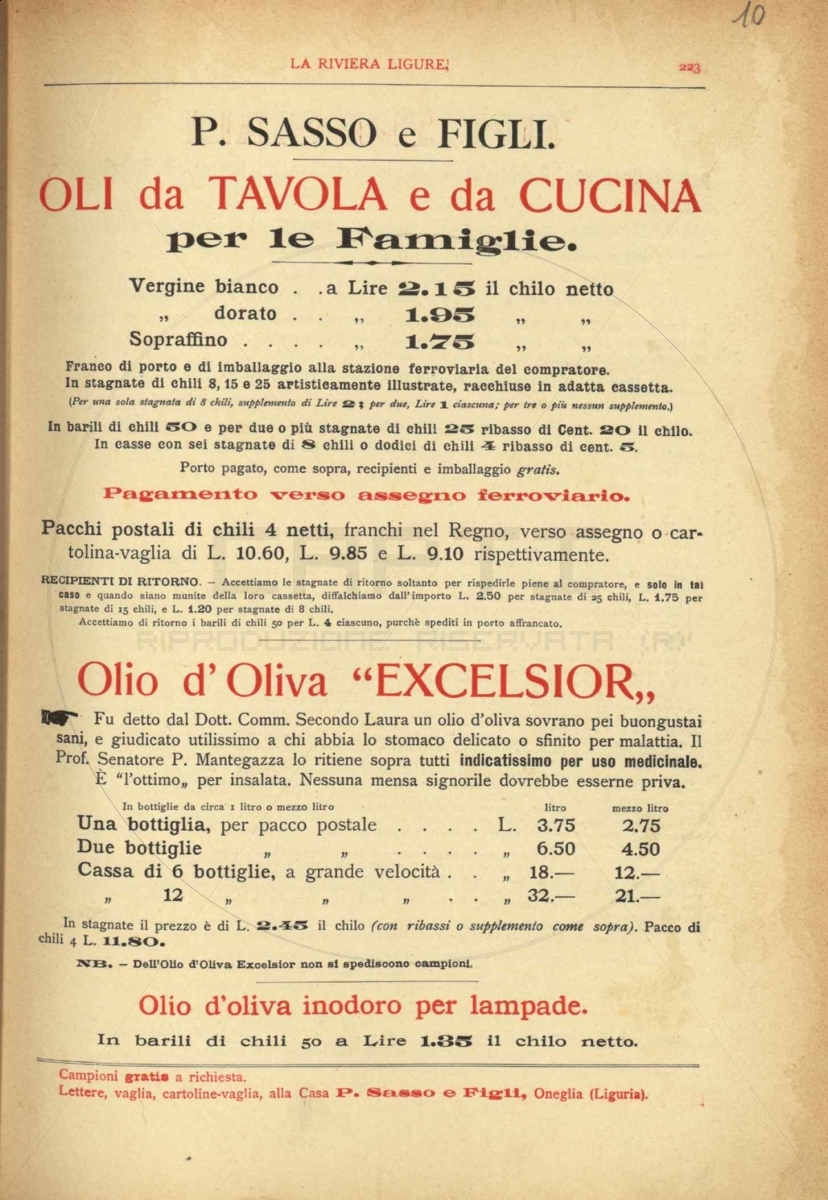 10
LA RIVIERA LIGURE.
223
P. SASSO e FIGLI.
OLI da TAVOLA e da CUCINA
per le Famiglie.
Vergine bianco . . a Lire 2.15 il chilo netto
„ dorato . . „ 1.95 „ „
Sopraffino . . . . „ 1.75 „ „
Franco di porto e di imballaggio alla stazione ferroviaria del compratore.
In stagnate di chili 8, 15 e 25 artisticamente illustrate, racchiuse in adatta cassetta.
(Per una sola stagnata di 8 chili, supplemento di Lire 2; per due, Lire 1 ciascuna; per tre o più nessun supplemento.)
In barili di chili 50 e per due o più stagnate di chili 25 ribasso di Cent. 20 il chilo.
In casse con sei stagnate di 8 chili o dodici di chili 4 ribasso di cent. 5.
Porto pagato, come sopra, recipienti e imballaggio gratis.
Pagamento verso assegno ferroviario.
Pacchi postali di chili 4 netti, franchi nel Regno, verso assegno o car-
tolina-vaglia di L. 10.60, L. 9.85 e L. 9.10 rispettivamente.
RECIPIENTI DI RITORNO. – Accettiamo le stagnate di ritorno soltanto per rispedirle piene al compratore, e solo in tal
caso e quando siano munite della loro cassetta, diffalchiamo dall'importo L. 2.50 per stagnate di 25 chili, L. 1.75 per
stagnate di 15 chili, e L. 1.20 per stagnate di 8 chili.
Accettiamo di ritorno i barili di chili 50 per L. 4 ciascuno, purchè spediti in porto affrancato.
RIPRODUZIONE RISERVATA (R)
Olio d'Oliva “EXCELSIOR„
Fu detto dal Dott. Comm. Secondo Laura un olio d'oliva sovrano pei buongustai
sani, e giudicato utilissimo a chi abbia lo stomaco delicato o sfinito per malattia. Il
Prof. Senatore P. Mantegazza lo ritiene sopra tutti indicatissimo per uso medicinale.
È “l'ottimo„ per insalata. Nessuna mensa signorile dovrebbe esserne priva.
In bottiglie da circa 1 litro o mezzo litro litro mezzo litro
Una bottiglia, per pacco postale . . . . L. 3.75 2.75
Due bottiglie „ „ . . . . „ 6.50 4.50
Cassa di 6 bottiglie, a grande velocità . . „ 18.— 12.—
„ 12 „ „ „ . . „ 32.— 21.—
In stagnate il prezzo è di L. 2.45 il chilo (con ribassi o supplemento come sopra). Pacco di
chili 4 L. 11.80.
NB. – Dell'Olio d'Oliva Excelsior non si spediscono campioni.
Olio d'oliva inodoro per lampade.
In barili di chili 50 a Lire 1.35 il chilo netto.
Campioni gratis a richiesta.
Lettere, vaglia, cartoline-vaglia, alla Casa P. Sasso e Figli, Oneglia (Liguria).